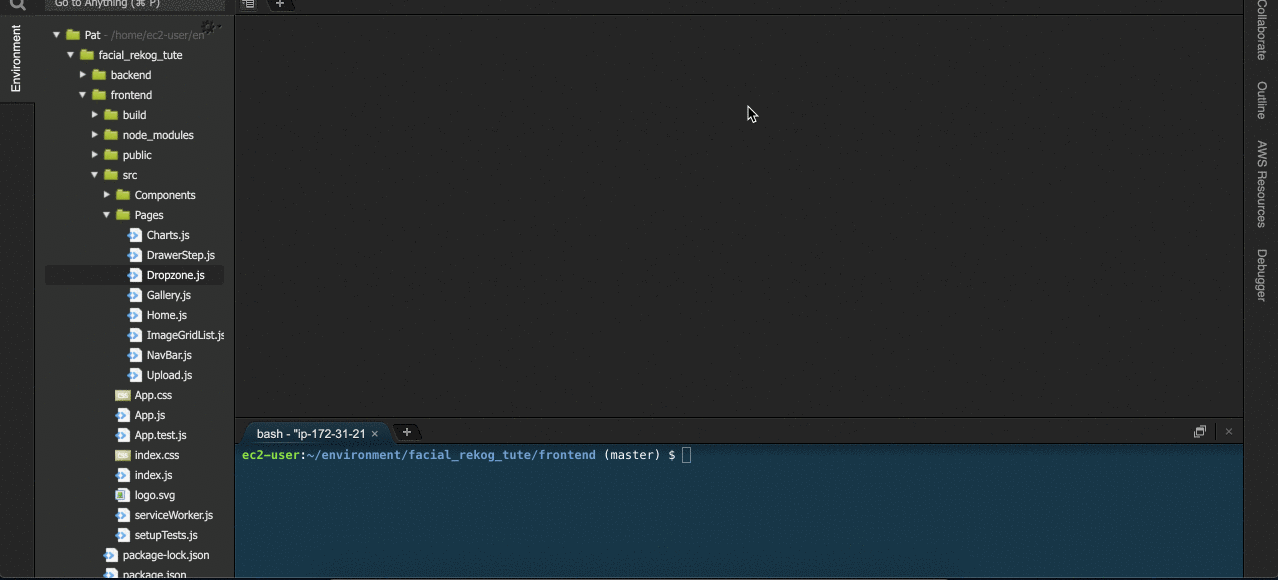 Go to Anything (⌘ P)
Environment
Pat - /home/ec2-user/en
facial_rekog_tute
backend
frontend
build
node_modules
public
src
Components
Pages
Charts.js
DrawerStep.js
Dropzone.js
Gallery.js
Home.js
ImageGridList.js
NavBar.js
Upload.js
App.css
App.js
App.test.js
index.css
index.js
logo.svg
serviceWorker.js
setupTests.js
package-lock.json
package.json
bash - "ip-172-31-21
ec2-user:~/environment/facial_rekog_tute/frontend (master) $
Collaborate
Outline
AWS Resources
Debugger